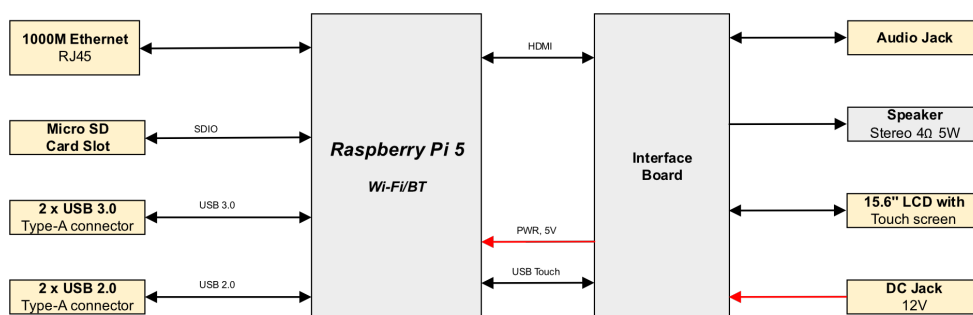 1000M Ethernet
RJ45
Micro SD
Card Slot
2 x USB 3.0
Type-A connector
2 x USB 2.0
Type-A connector
SDIO
USB 3.0
USB 2.0
Raspberry Pi 5
Wi-Fi/BT
HDMI
PWR, 5V
USB Touch
Interface
Board
Audio Jack
Speaker
Stereo 4Ω 5W
15.6" LCD with
Touch screen
DC Jack
12V